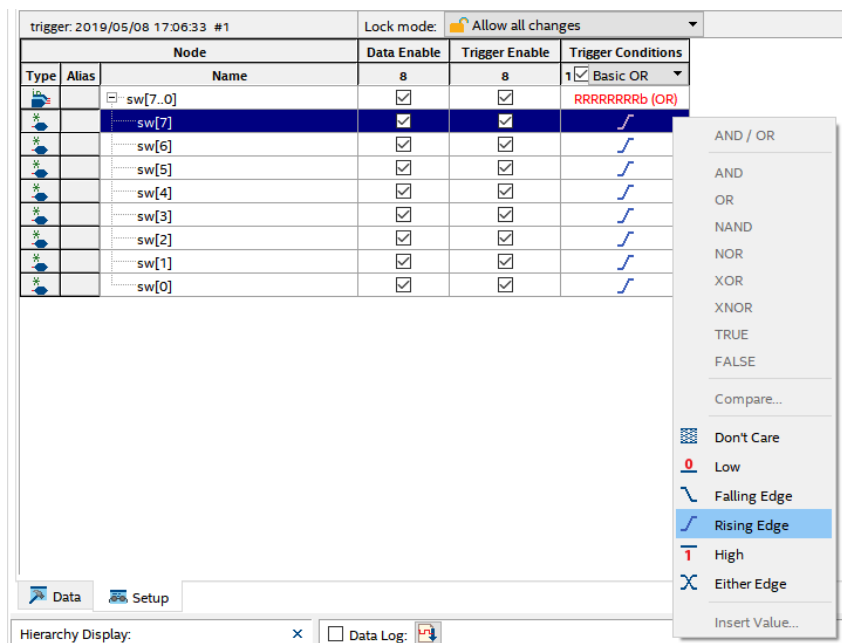 trigger: 2019/05/08 17:06:33 #1 Lock mode: Allow all changes
Node Data Enable Trigger Enable Trigger Conditions
Type Alias Name 8 8 1 Basic OR
sw[7..0] RRRRRRRRb (OR)
sw[7]
sw[6]
sw[5]
sw[4]
sw[3]
sw[2]
sw[1]
sw[0]
AND / OR
AND
OR
NAND
NOR
XOR
XNOR
TRUE
FALSE
Compare...
Don't Care
0 Low
Falling Edge
Rising Edge
1 High
Either Edge
Insert Value...
Data Setup
Hierarchy Display: × Data Log: